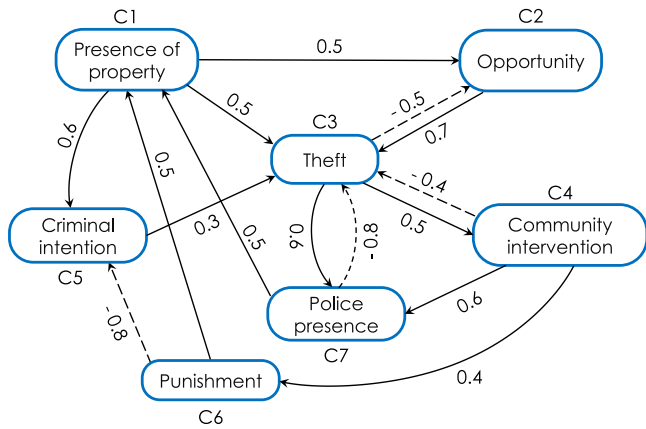 C1
Presence of
property
C2
Opportunity
0.5
0.5
- 0.5
0.7
0.6
C3
Theft
- 0.4
C4
Community
intervention
0.5
Criminal
intention
C5
0.3
0.5
0.5
0.6
- 0.8
Police
presence
C7
0.6
- 0.8
Punishment
C6
0.4